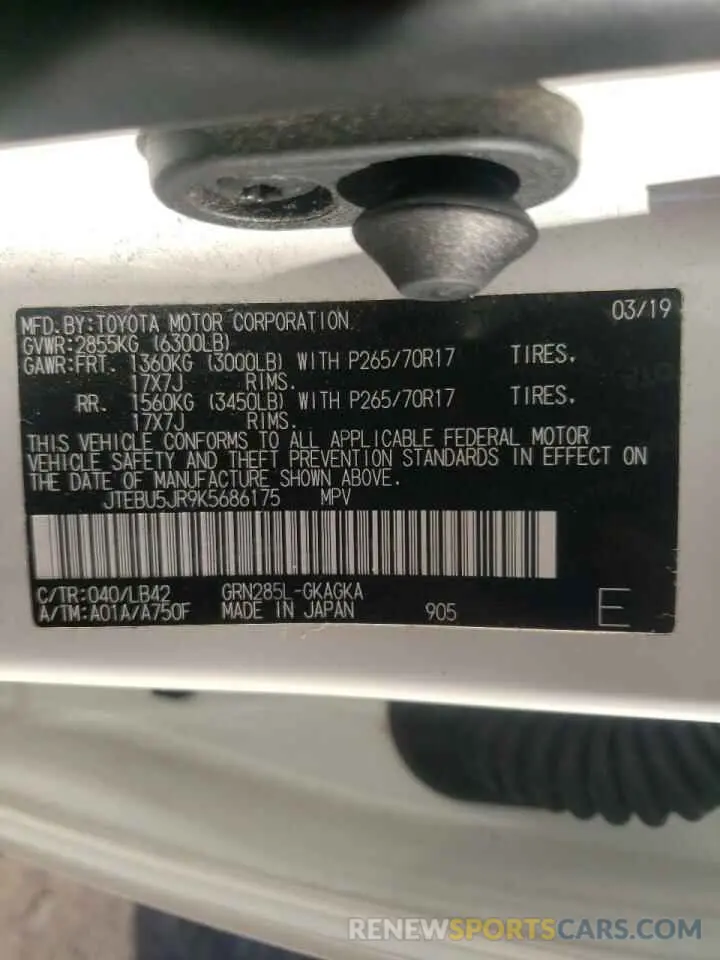 MFD. BY:TOYOTA MOTOR CORPORATION 03/19
GVWR:2855KG (6300LB)
GAWR:FRT. 1360KG (3000LB) WITH P265/70R17 TIRES.
17X7J RIMS.
RR. 1560KG (3450LB) WITH P265/70R17 TIRES.
17X7J RIMS.
THIS VEHICLE CONFORMS TO ALL APPLICABLE FEDERAL MOTOR
VEHICLE SAFETY AND THEFT PREVENTION STANDARDS IN EFFECT ON
THE DATE OF MANUFACTURE SHOWN ABOVE.
JTEBU5JR9K5686175 MPV
C/TR:040/LB42 GRN285L-GKAGKA
A/TM:A01A/A750F MADE IN JAPAN 905 E
RENEWSPORTSCARS.COM